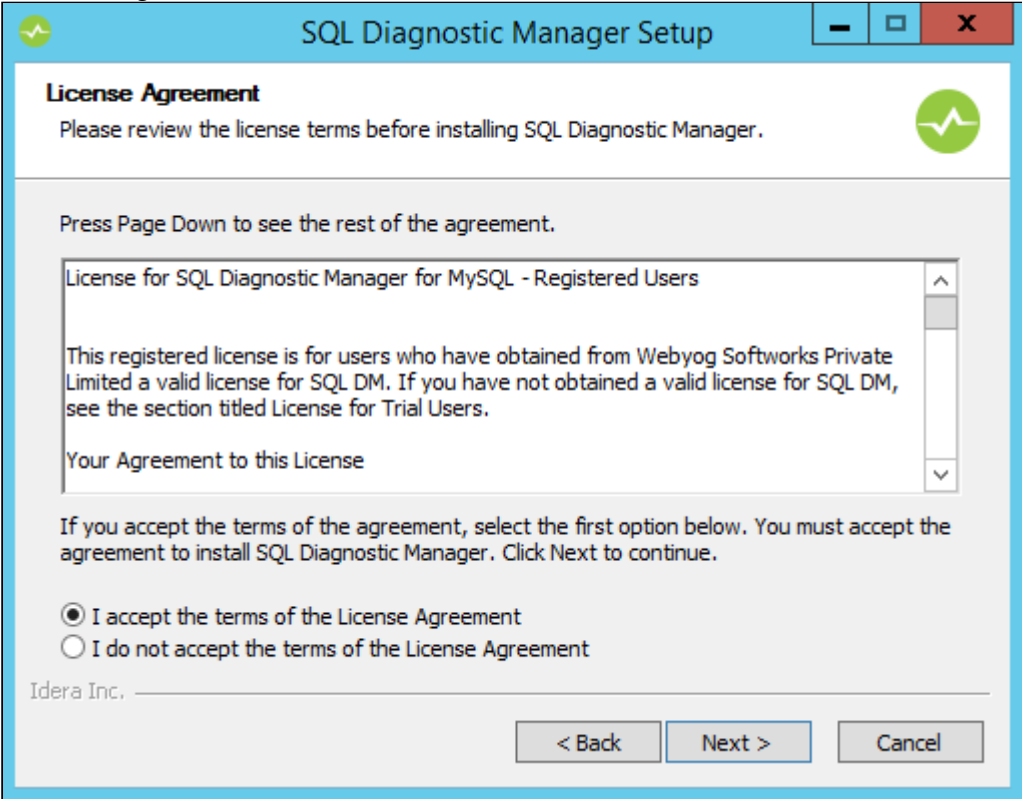 SQL Diagnostic Manager Setup
License Agreement
Please review the license terms before installing SQL Diagnostic Manager.
Press Page Down to see the rest of the agreement.
License for SQL Diagnostic Manager for MySQL - Registered Users
This registered license is for users who have obtained from Webyog Softworks Private
Limited a valid license for SQL DM. If you have not obtained a valid license for SQL DM,
see the section titled License for Trial Users.
Your Agreement to this License
If you accept the terms of the agreement, select the first option below. You must accept the
agreement to install SQL Diagnostic Manager. Click Next to continue.
I accept the terms of the License Agreement
I do not accept the terms of the License Agreement
Idera Inc.
< Back Next > Cancel